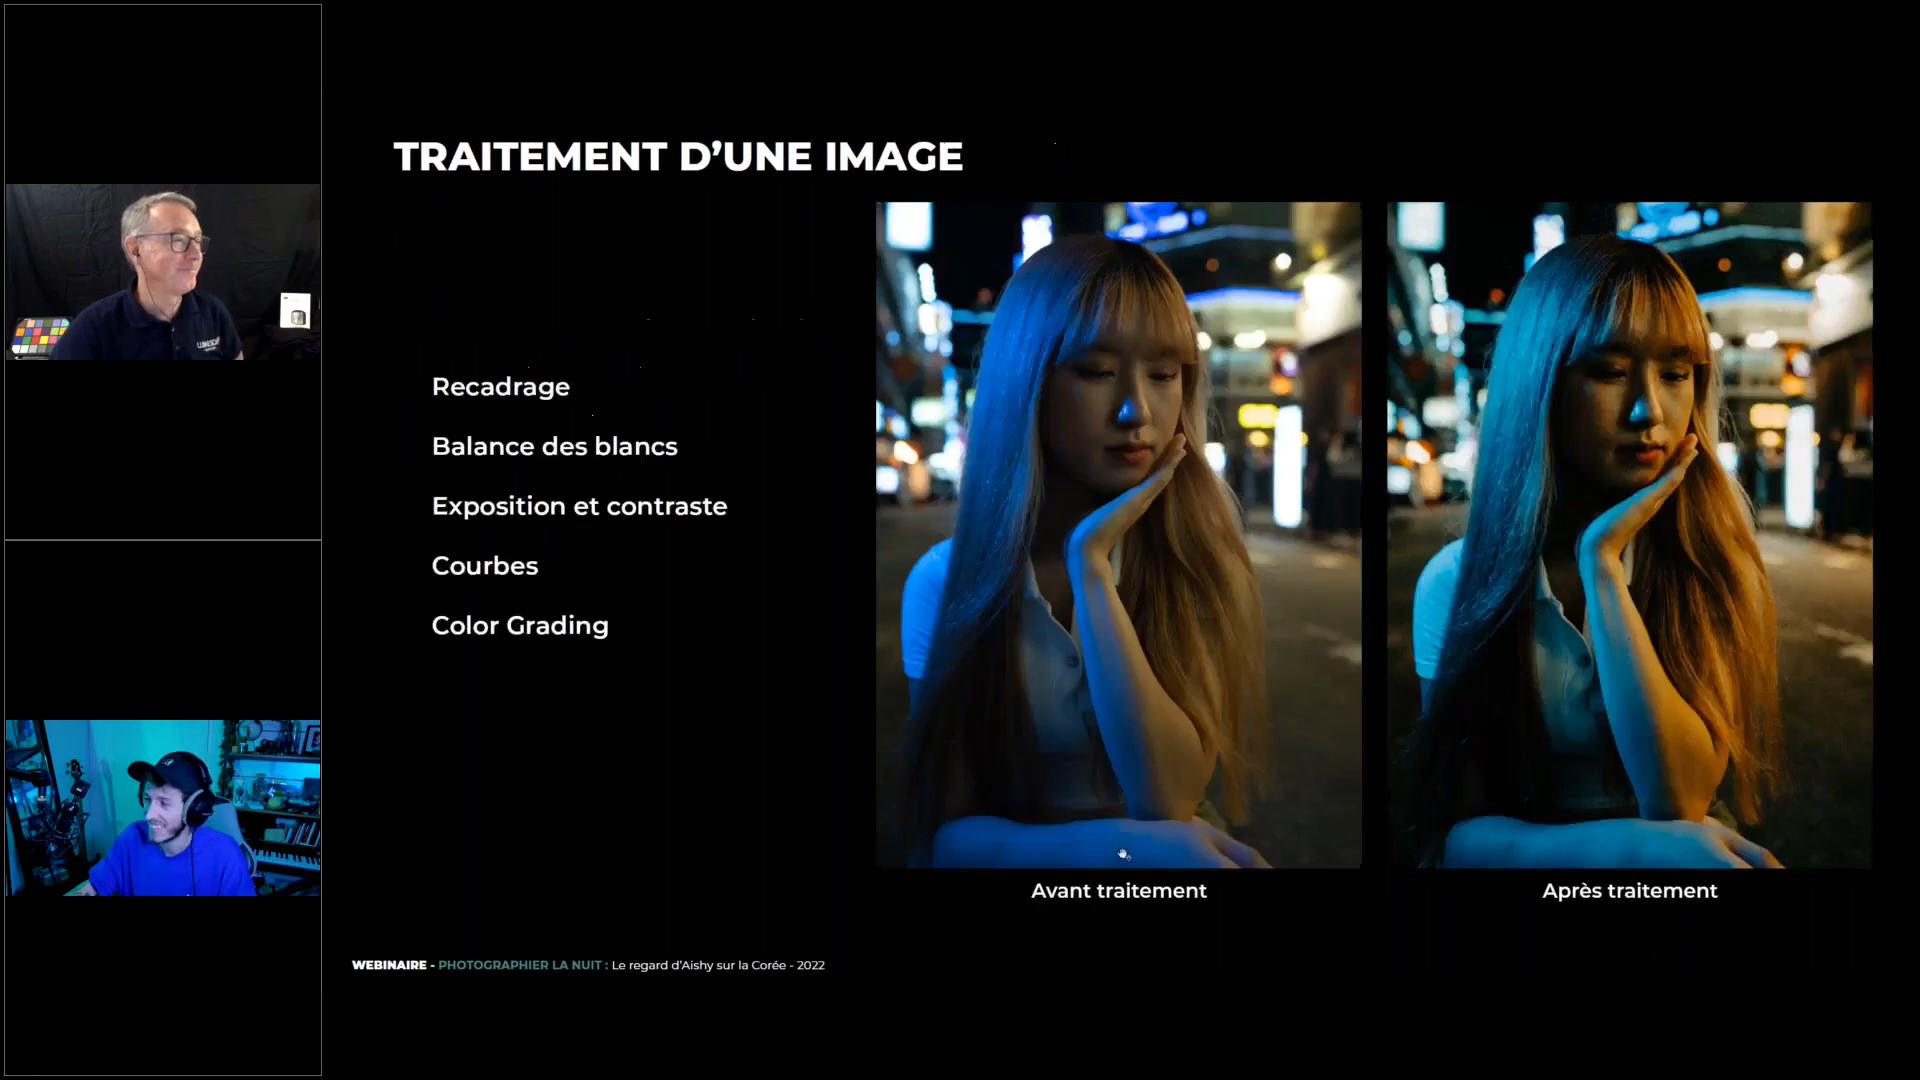 TRAITEMENT D’UNE IMAGE
Recadrage
Balance des blancs
Exposition et contraste
Courbes
Color Grading
Avant traitement
Après traitement
WEBINAIRE - PHOTOGRAPHIER LA NUIT : Le regard d’Aishy sur la Corée - 2022